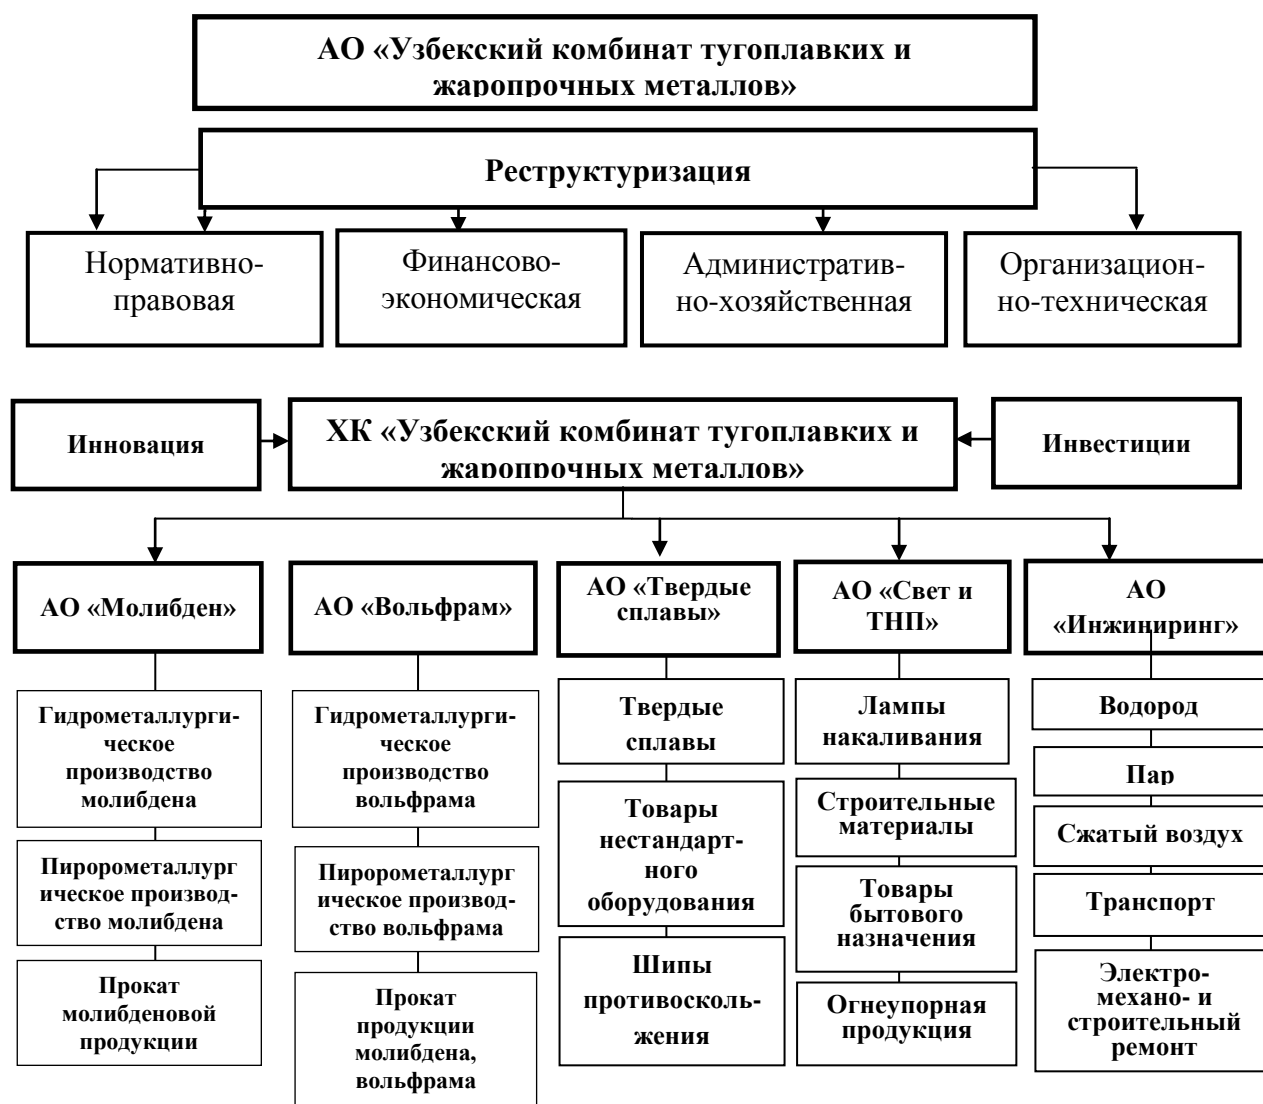 АО «Узбекский комбинат тугоплавких и
жаропрочных металлов»
Реструктуризация
Нормативно-
правовая
Финансово-
экономическая
Административ-
но-хозяйственная
Организацион-
но-техническая
Инновация
ХК «Узбекский комбинат тугоплавких и
жаропрочных металлов»
Инвестиции
АО «Молибден»
АО «Вольфрам»
АО «Твердые
сплавы»
АО «Свет и
ТНП»
АО
«Инжиниринг»
Гидрометаллурги-
ческое
производство
молибдена
Пиророметаллург
ическое производ-
ство молибдена
Прокат
молибденовой
продукции
Гидрометаллурги-
ческое
производство
вольфрама
Пиророметаллург
ическое производ-
ство вольфрама
Прокат
продукции
молибдена,
вольфрама
Твердые
сплавы
Товары
нестандарт-
ного
оборудования
Шипы
противосколь-
жения
Лампы
накаливания
Строительные
материалы
Товары
бытового
назначения
Огнеупорная
продукция
Водород
Пар
Сжатый воздух
Транспорт
Электро-
механо- и
строительный
ремонт